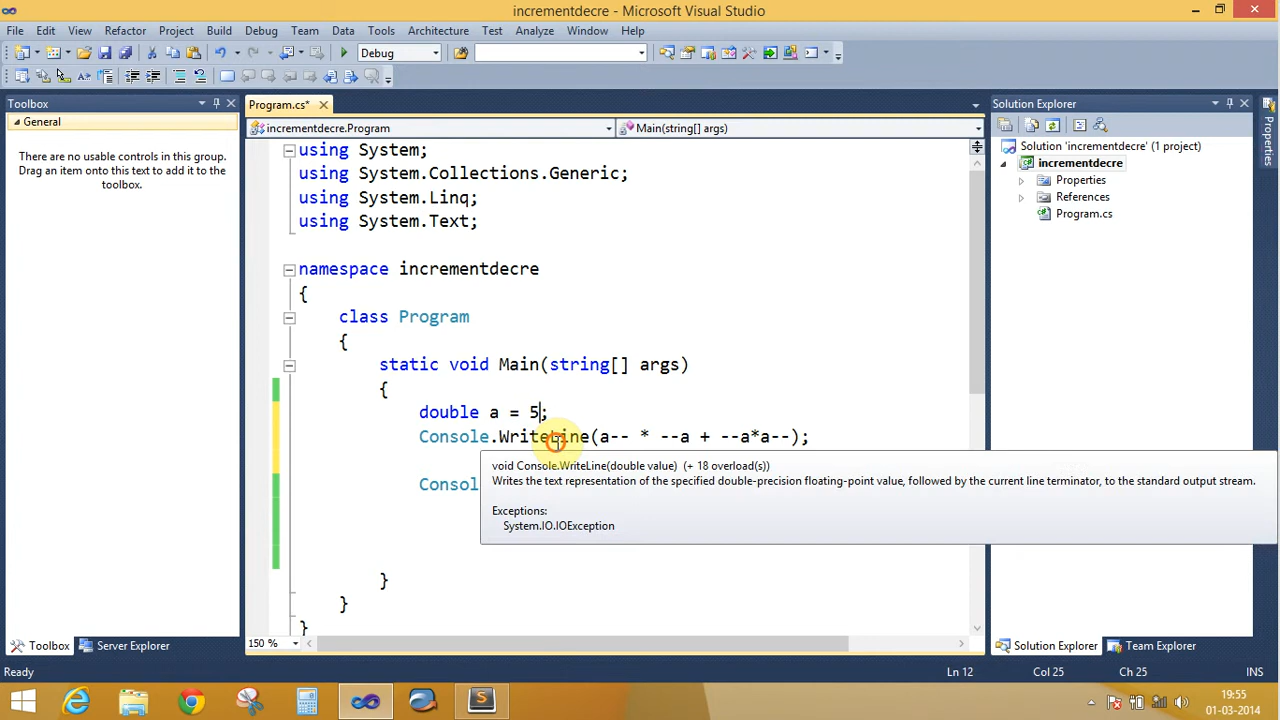 incrementdecre - Microsoft Visual Studio
File Edit View Refactor Project Build Debug Team Data Tools Architecture Test Analyze Window Help
Debug
Toolbox
General
There are no usable controls in this group.
Drag an item onto this text to add it to the
toolbox.
Toolbox Server Explorer
Program.cs*
incrementdecre.Program Main(string[] args)
using System;
using System.Collections.Generic;
using System.Linq;
using System.Text;
namespace incrementdecre
{
class Program
{
static void Main(string[] args)
{
double a = 5;
Console.WriteLine(a-- * --a + --a*a--);
Consol
void Console.WriteLine(double value) (+ 18 overload(s))
Writes the text representation of the specified double-precision floating-point value, followed by the current line terminator, to the standard output stream.
Exceptions:
System.IO.IOException
}
}
}
150 %
Solution Explorer
Solution 'incrementdecre' (1 project)
incrementdecre
Properties
References
Program.cs
Solution Explorer Team Explorer
Properties
Ready Ln 12 Col 25 Ch 25 INS
19:55
01-03-2014